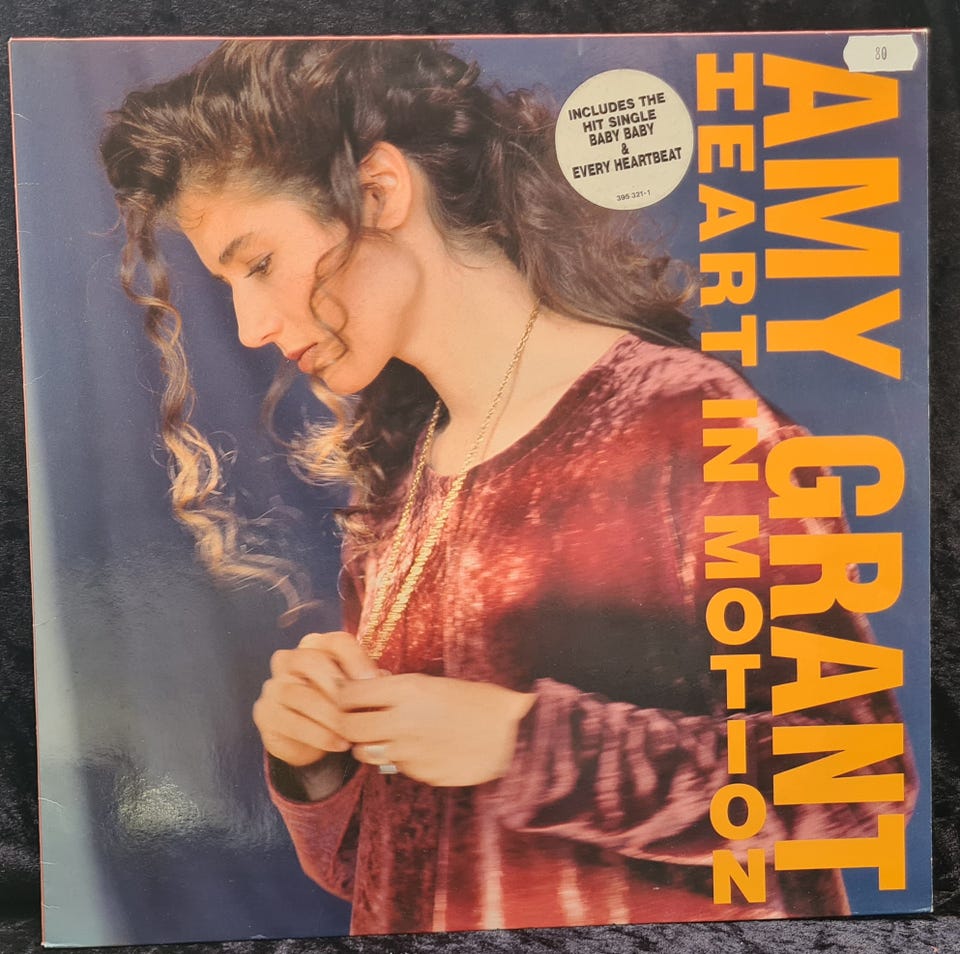 80
INCLUDES THE
HIT SINGLE
BABY BABY
&
EVERY HEARTBEAT
395 321-1
AMY GRANT
HEART IN MOTION